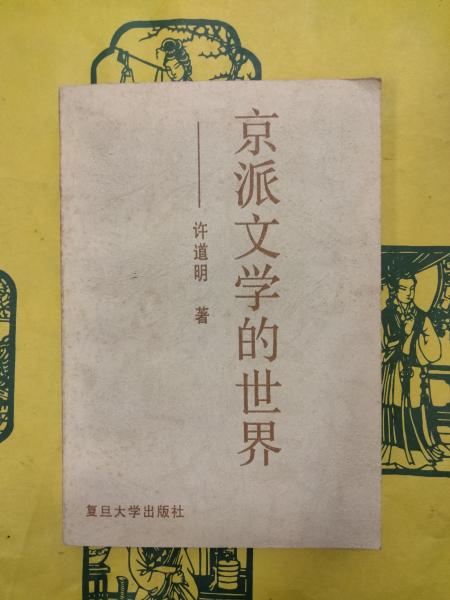 京派文学的世界
许道明 著
复旦大学出版社